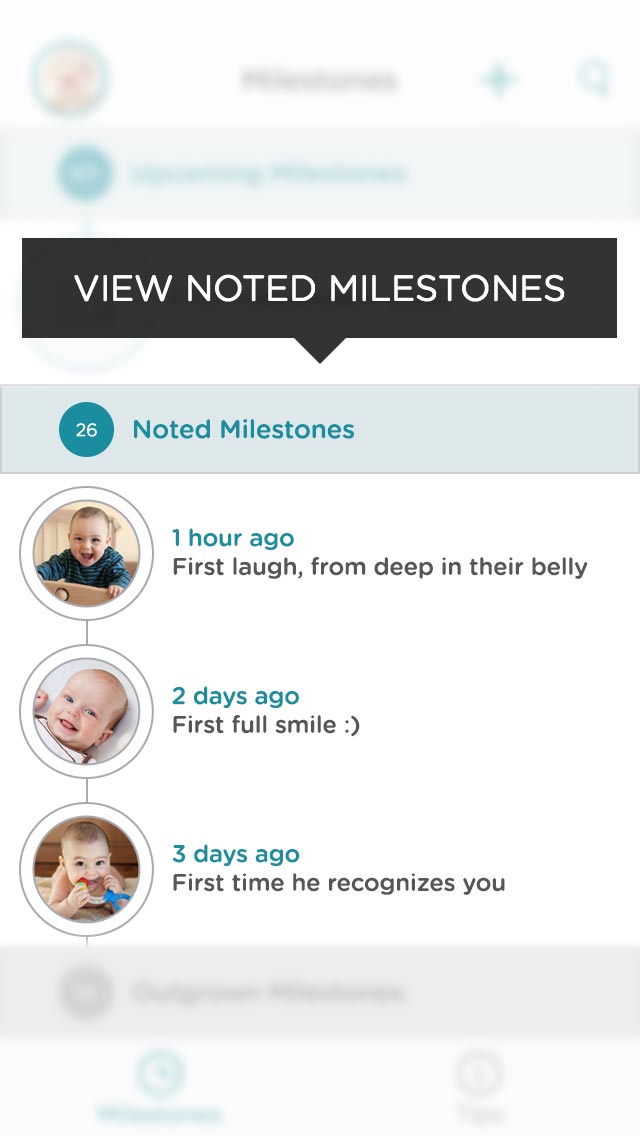 Milestones
Upcoming Milestones
VIEW NOTED MILESTONES
26
Noted Milestones
1 hour ago
First laugh, from deep in their belly
2 days ago
First full smile :)
3 days ago
First time he recognizes you
Outgrown Milestones
Milestones
Tips